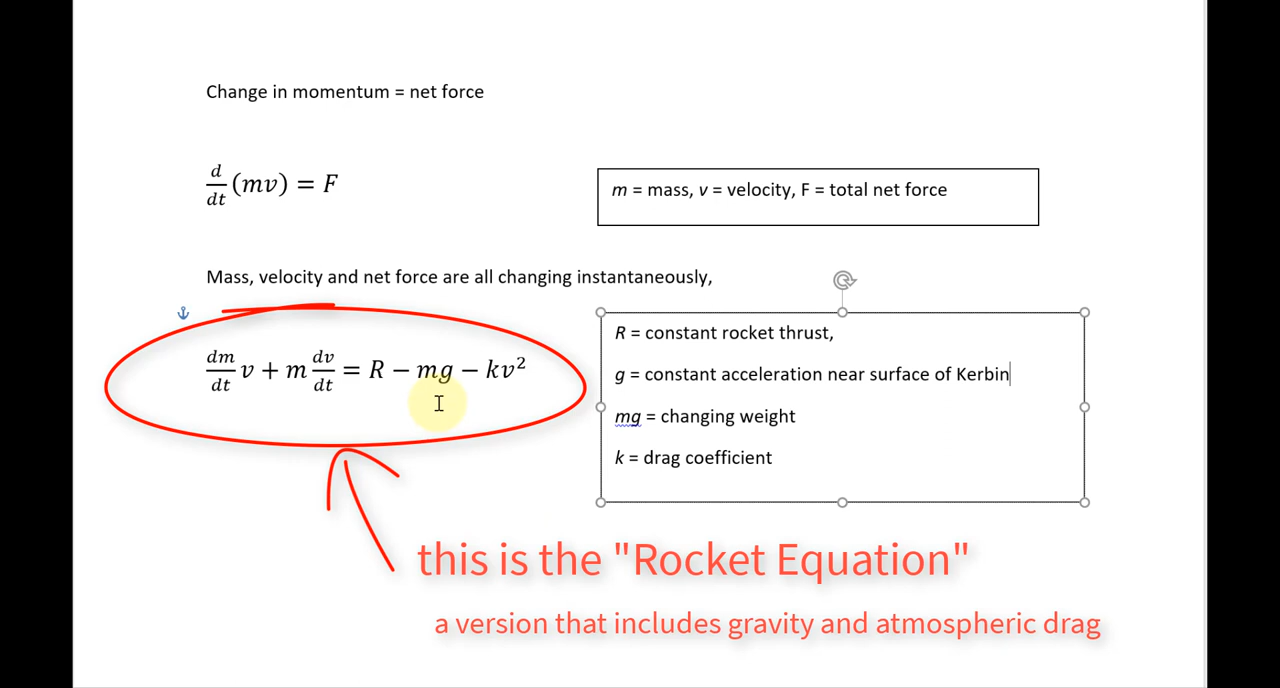 Change in momentum = net force
d/dt (mv) = F
m = mass, v = velocity, F = total net force
Mass, velocity and net force are all changing instantaneously,
dm/dt v + m dv/dt = R − mg − kv²
R = constant rocket thrust,
g = constant acceleration near surface of Kerbin
mg = changing weight
k = drag coefficient
this is the "Rocket Equation"
a version that includes gravity and atmospheric drag